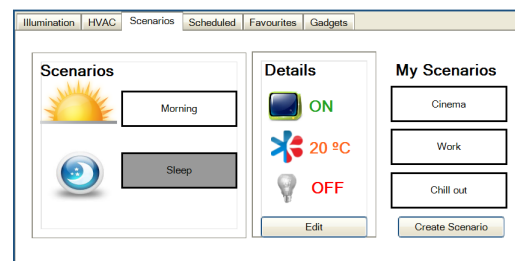 Illumination HVAC Scenarios Scheduled Favourites Gadgets
Scenarios
Morning
Sleep
Details
ON
20 ºC
OFF
Edit
My Scenarios
Cinema
Work
Chill out
Create Scenario